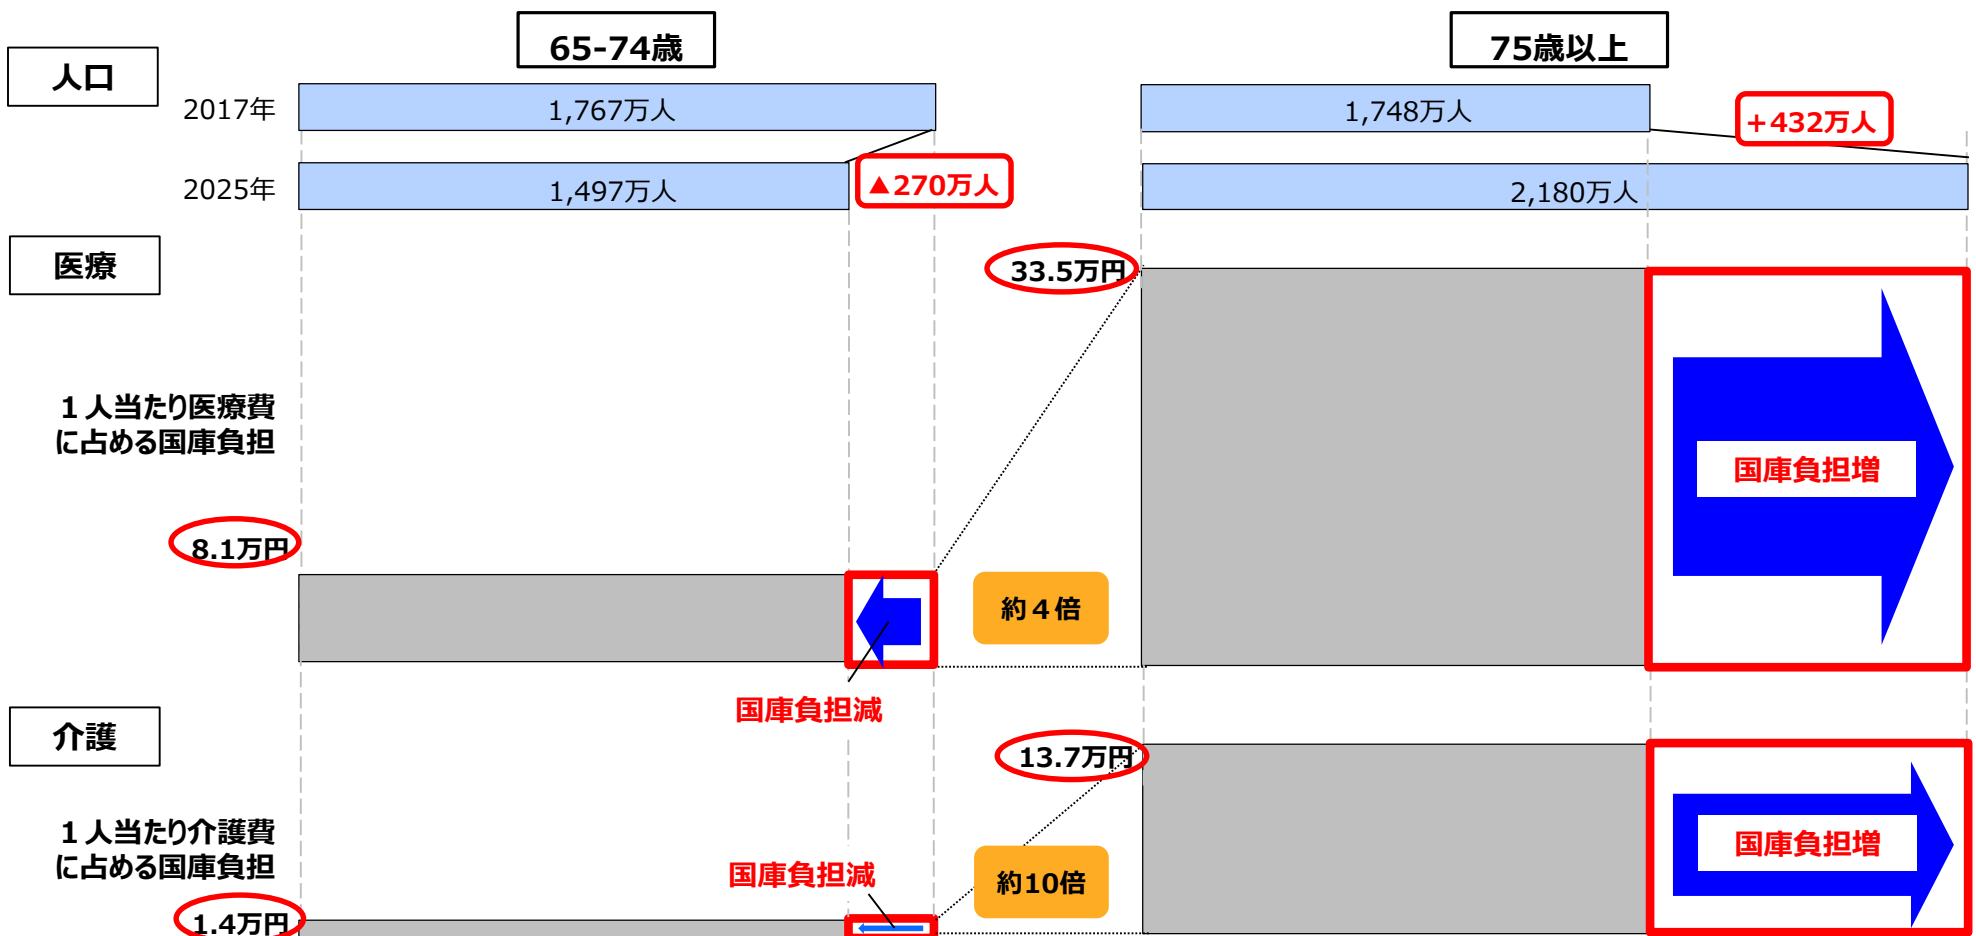 65-74歳
75歳以上
人口
2017年
1,767万人
1,748万人
+432万人
2025年
1,497万人
▲270万人
2,180万人
医療
33.5万円
１人当たり医療費
に占める国庫負担
国庫負担増
8.1万円
約４倍
国庫負担減
介護
13.7万円
１人当たり介護費
に占める国庫負担
国庫負担増
国庫負担減
約10倍
1.4万円